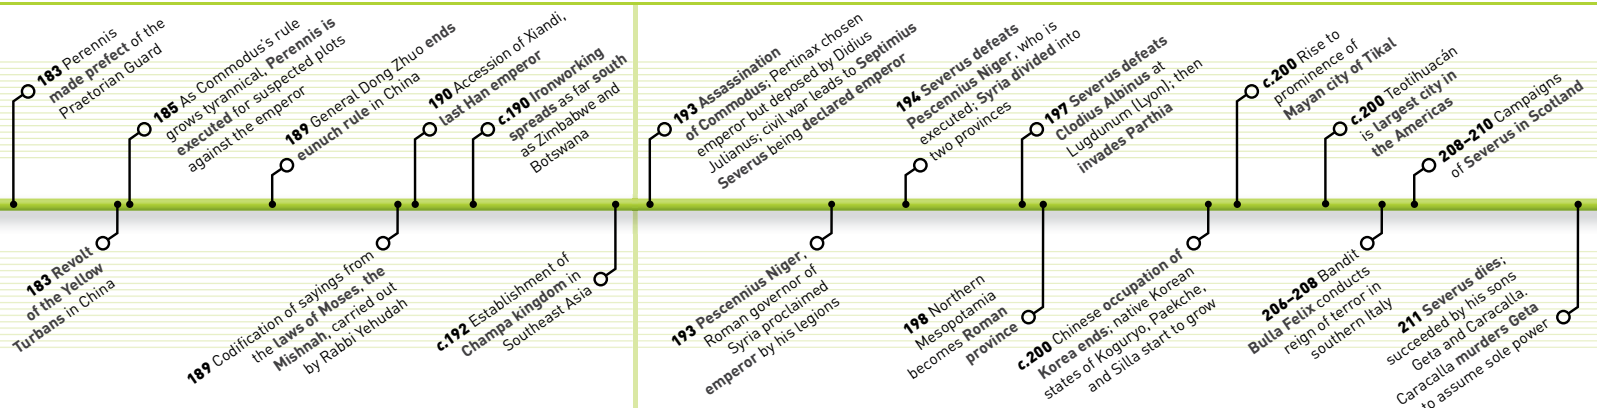 183 Perennis
made prefect of the
Praetorian Guard
185 As Commodus's rule
grows tyrannical, Perennis is
executed for suspected plots
against the emperor
189 General Dong Zhuo ends
eunuch rule in China
190 Accession of Xiandi,
last Han emperor
c.190 Ironworking
spreads as far south
as Zimbabwe and
Botswana
193 Assassination
of Commodus; Pertinax chosen
emperor but deposed by Didius
Julianus; civil war leads to Septimius
Severus being declared emperor
194 Severus defeats
Pescennius Niger, who is
executed; Syria divided into
two provinces
197 Severus defeats
Clodius Albinus at
Lugdunum (Lyon); then
invades Parthia
c.200 Rise to
prominence of
Mayan city of Tikal
c.200 Teotihuacán
is largest city in
the Americas
208–210 Campaigns
of Severus in Scotland
183 Revolt
of the Yellow
Turbans in China
189 Codification of sayings from
the laws of Moses, the
Mishnah, carried out
by Rabbi Yehudah
c.192 Establishment of
Champa kingdom in
Southeast Asia
193 Pescennius Niger,
Roman governor of
Syria proclaimed
emperor by his legions
198 Northern
Mesopotamia
becomes Roman
province
c.200 Chinese occupation of
Korea ends; native Korean
states of Koguryo, Paekche,
and Silla start to grow
206–208 Bandit
Bulla Felix conducts
reign of terror in
southern Italy
211 Severus dies;
succeeded by his sons
Geta and Caracalla.
Caracalla murders Geta
to assume sole power